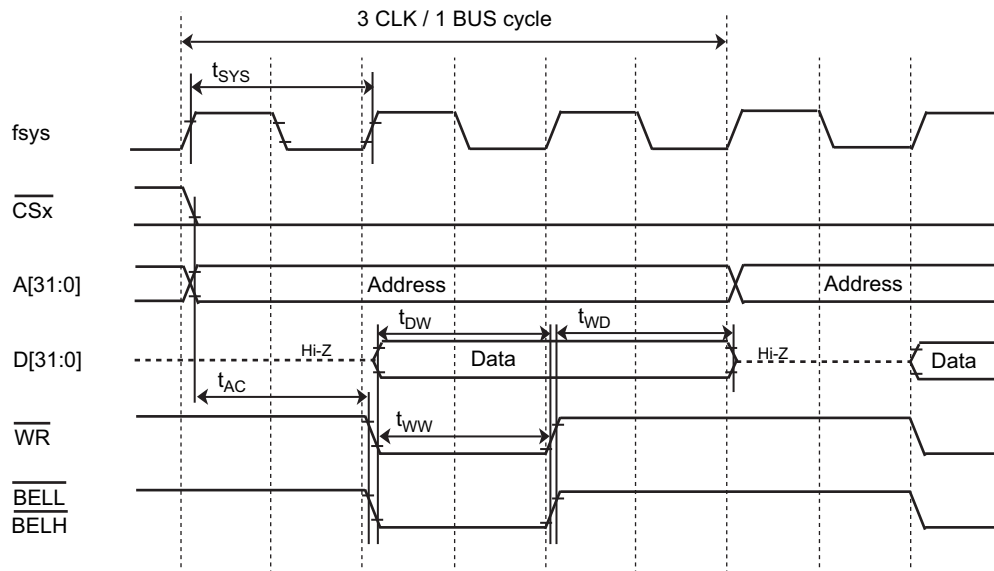 3 CLK / 1 BUS cycle
tSYS
fsys
CSx
A[31:0] Address Address
tDW tWD
D[31:0] Hi-Z Data Hi-Z Data
tAC
WR tWW
BELL
BELH